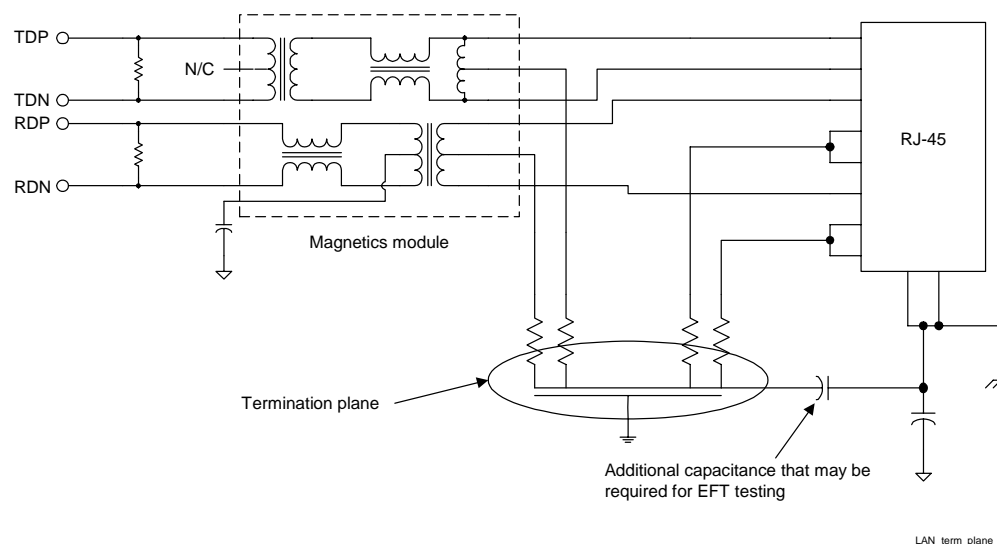 TDP
N/C
TDN
RDP
RJ-45
RDN
Magnetics module
Termination plane
Additional capacitance that may be
required for EFT testing
LAN_term_plane